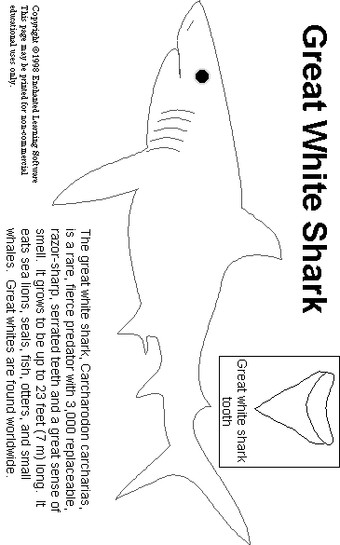 Great White Shark
Great white shark
tooth
The great white shark, Carcharodon carcharias,
is a rare, fierce predator with 3,000 replaceable,
razor-sharp, serrated teeth and a great sense of
smell.  It grows to be up to 23 feet (7 m) long.  It
eats sea lions, seals, fish, otters, and small
whales.  Great whites are found worldwide.
Copyright ©1998 Enchanted Learning Software
This page may be printed for non-commercial
educational uses only.